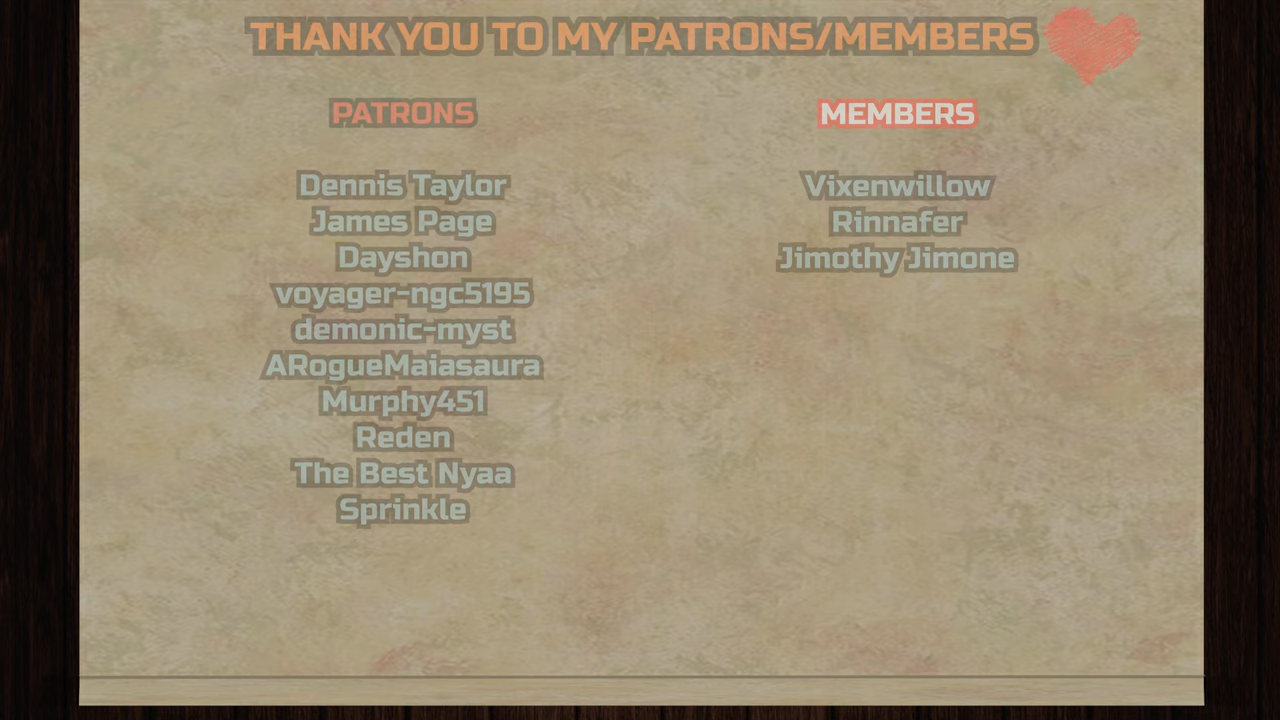 THANK YOU TO MY PATRONS/MEMBERS
PATRONS
Dennis Taylor
James Page
Dayshon
voyager-ngc5195
demonic-myst
ARogueMaiasaura
Murphy451
Reden
The Best Nyaa
Sprinkle
MEMBERS
Vixenwillow
Rinnafer
Jimothy Jimone